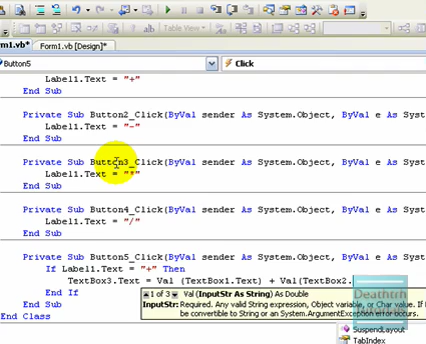 Form1.vb* Form1.vb [Design]*
Button5 Click
Label1.Text = "+"
End Sub
Private Sub Button2_Click(ByVal sender As System.Object, ByVal e As Syst
Label1.Text = "-"
End Sub
Private Sub Button3_Click(ByVal sender As System.Object, ByVal e As Syst
Label1.Text = "*"
End Sub
Private Sub Button4_Click(ByVal sender As System.Object, ByVal e As Syst
Label1.Text = "/"
End Sub
Private Sub Button5_Click(ByVal sender As System.Object, ByVal e As Syst
If Label1.Text = "+" Then
TextBox3.Text = Val (TextBox1.Text) + Val(TextBox2.
End If
1 of 3 Val (InputStr As String) As Double
InputStr: Required. Any valid String expression, Object variable, or Char value. If
be convertible to String or an System.ArgumentException error occurs.
End Sub
End Class
SuspendLayout
TabIndex